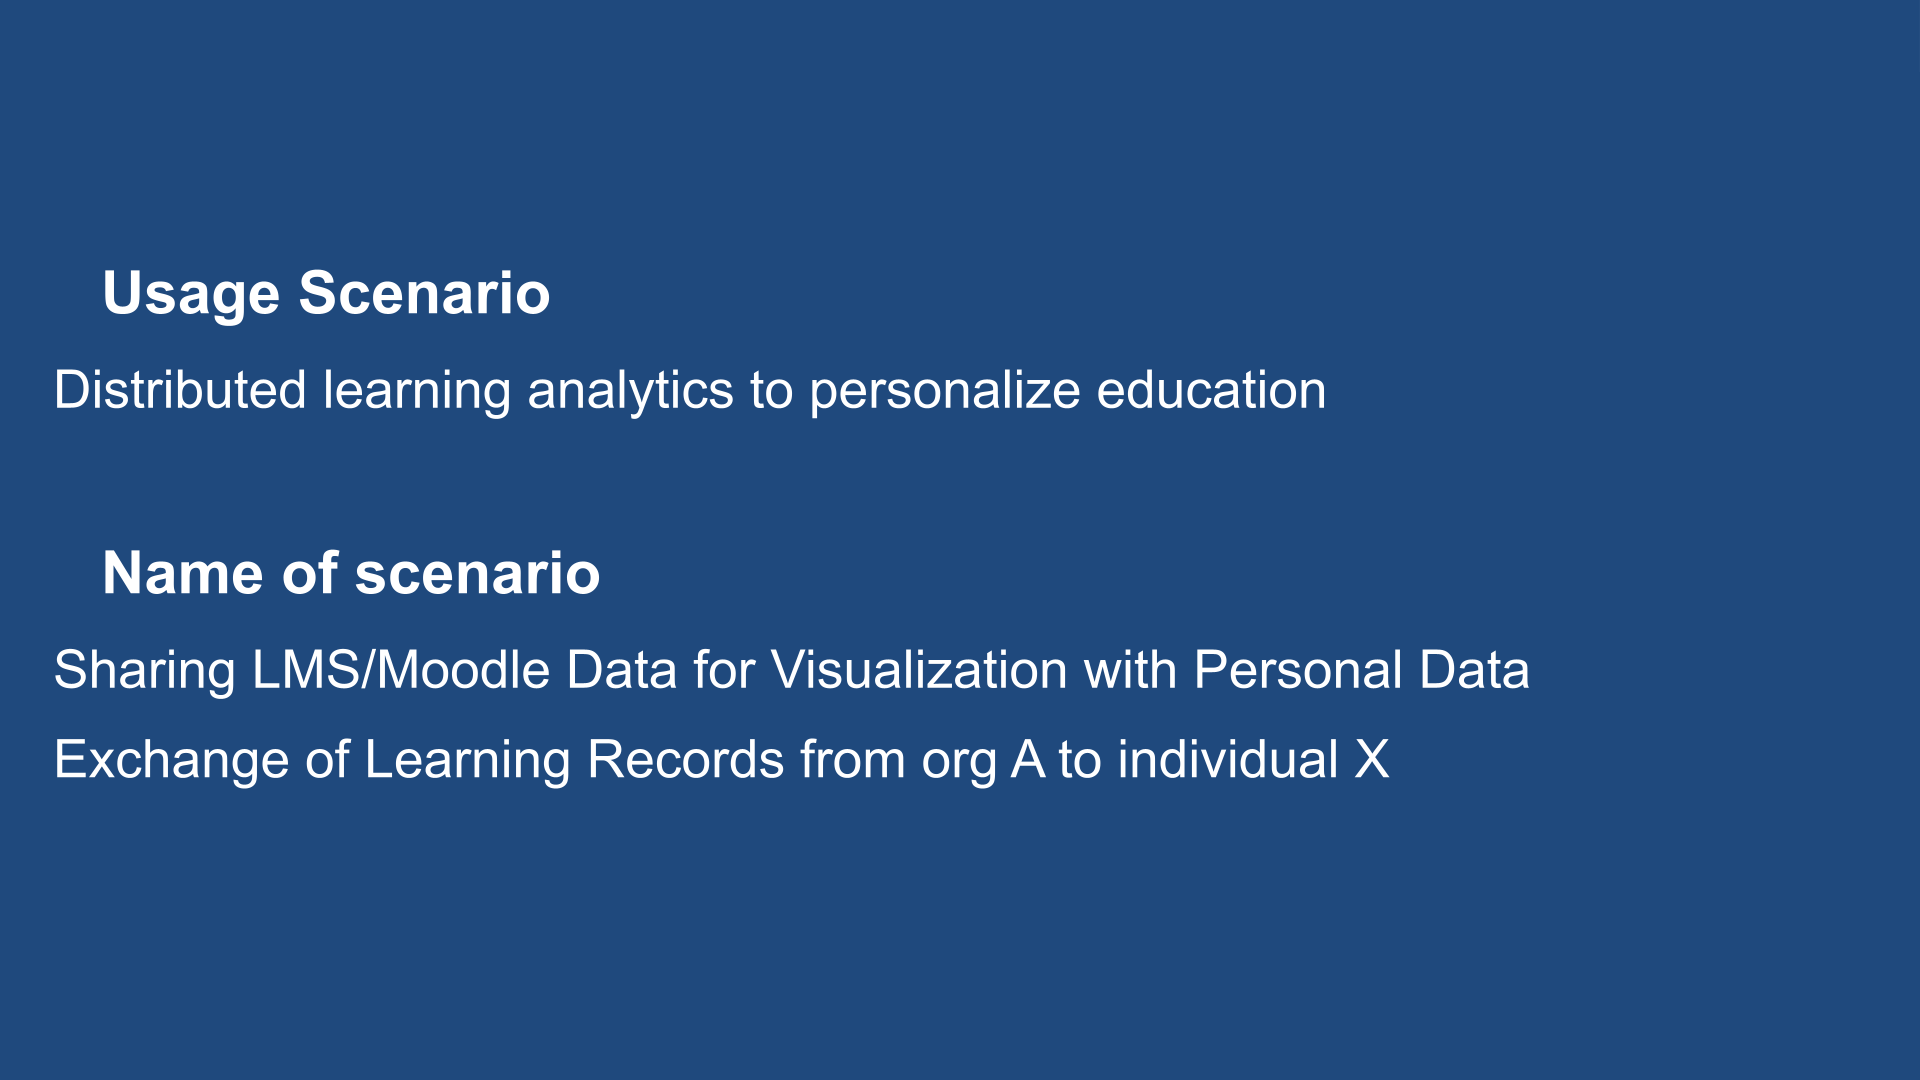 Usage Scenario
Distributed learning analytics to personalize education
Name of scenario
Sharing LMS/Moodle Data for Visualization with Personal Data
Exchange of Learning Records from org A to individual X